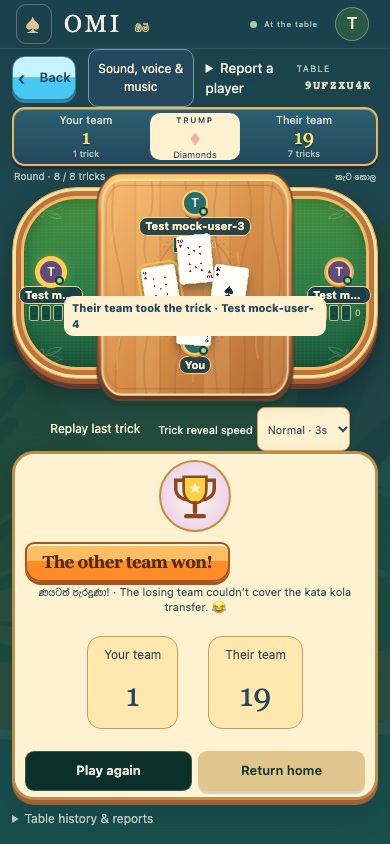 OMI ඔමි
At the table
T
‹ Back
Sound, voice & music
▶ Report a player
TABLE
9UFZXU4K
Your team
1
1 trick
TRUMP
♦
Diamonds
Their team
19
7 tricks
Round · 8 / 8 tricks
කැට කොල
T
Test mock-user-3
T
Test m...
T
Test m...
0
Their team took the trick · Test mock-user-
4
You
Replay last trick
Trick reveal speed
Normal · 3s
The other team won!
ණයටත් පැරදුණා! · The losing team couldn't cover the kata kola
transfer. 😂
Your team
1
Their team
19
Play again
Return home
▶ Table history & reports